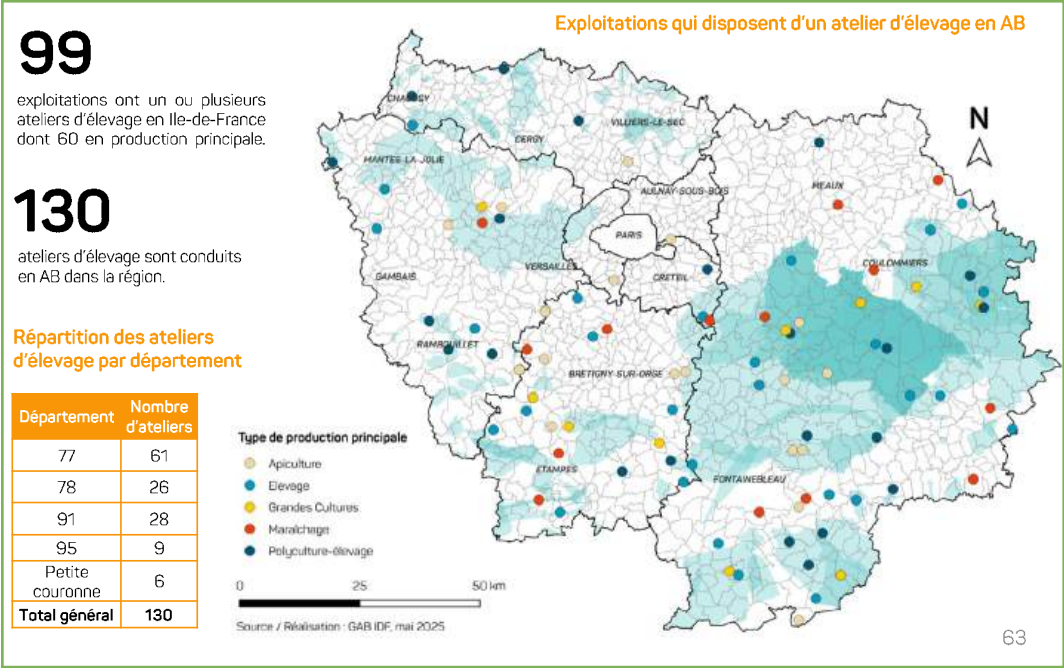 99
exploitations ont un ou plusieurs
ateliers d'élevage en Ile-de-France
dont 60 en production principale.
130
ateliers d'élevage sont conduits
en AB dans la région.
Répartition des ateliers
d'élevage par département
Département Nombre d'ateliers
77 61
78 26
91 28
95 9
Petite couronne 6
Total général 130
Exploitations qui disposent d'un atelier d'élevage en AB
N
CHAUSSY
VILLIERS-LE-SEC
CERGY
MANTES-LA-JOLIE
MEAUX
AULNAY-SOUS-BOIS
PARIS
COULOMMIERS
VERSAILLES
CRETEIL
GAMBAIS
RAMBOUILLET
BRETIGNY-SUR-ORGE
ETAMPES
FONTAINEBLEAU
Type de production principale
Apiculture
Elevage
Grandes Cultures
Maraîchage
Polyculture-élevage
0 25 50 km
Source / Réalisation : GAB IDF, mai 2025
63